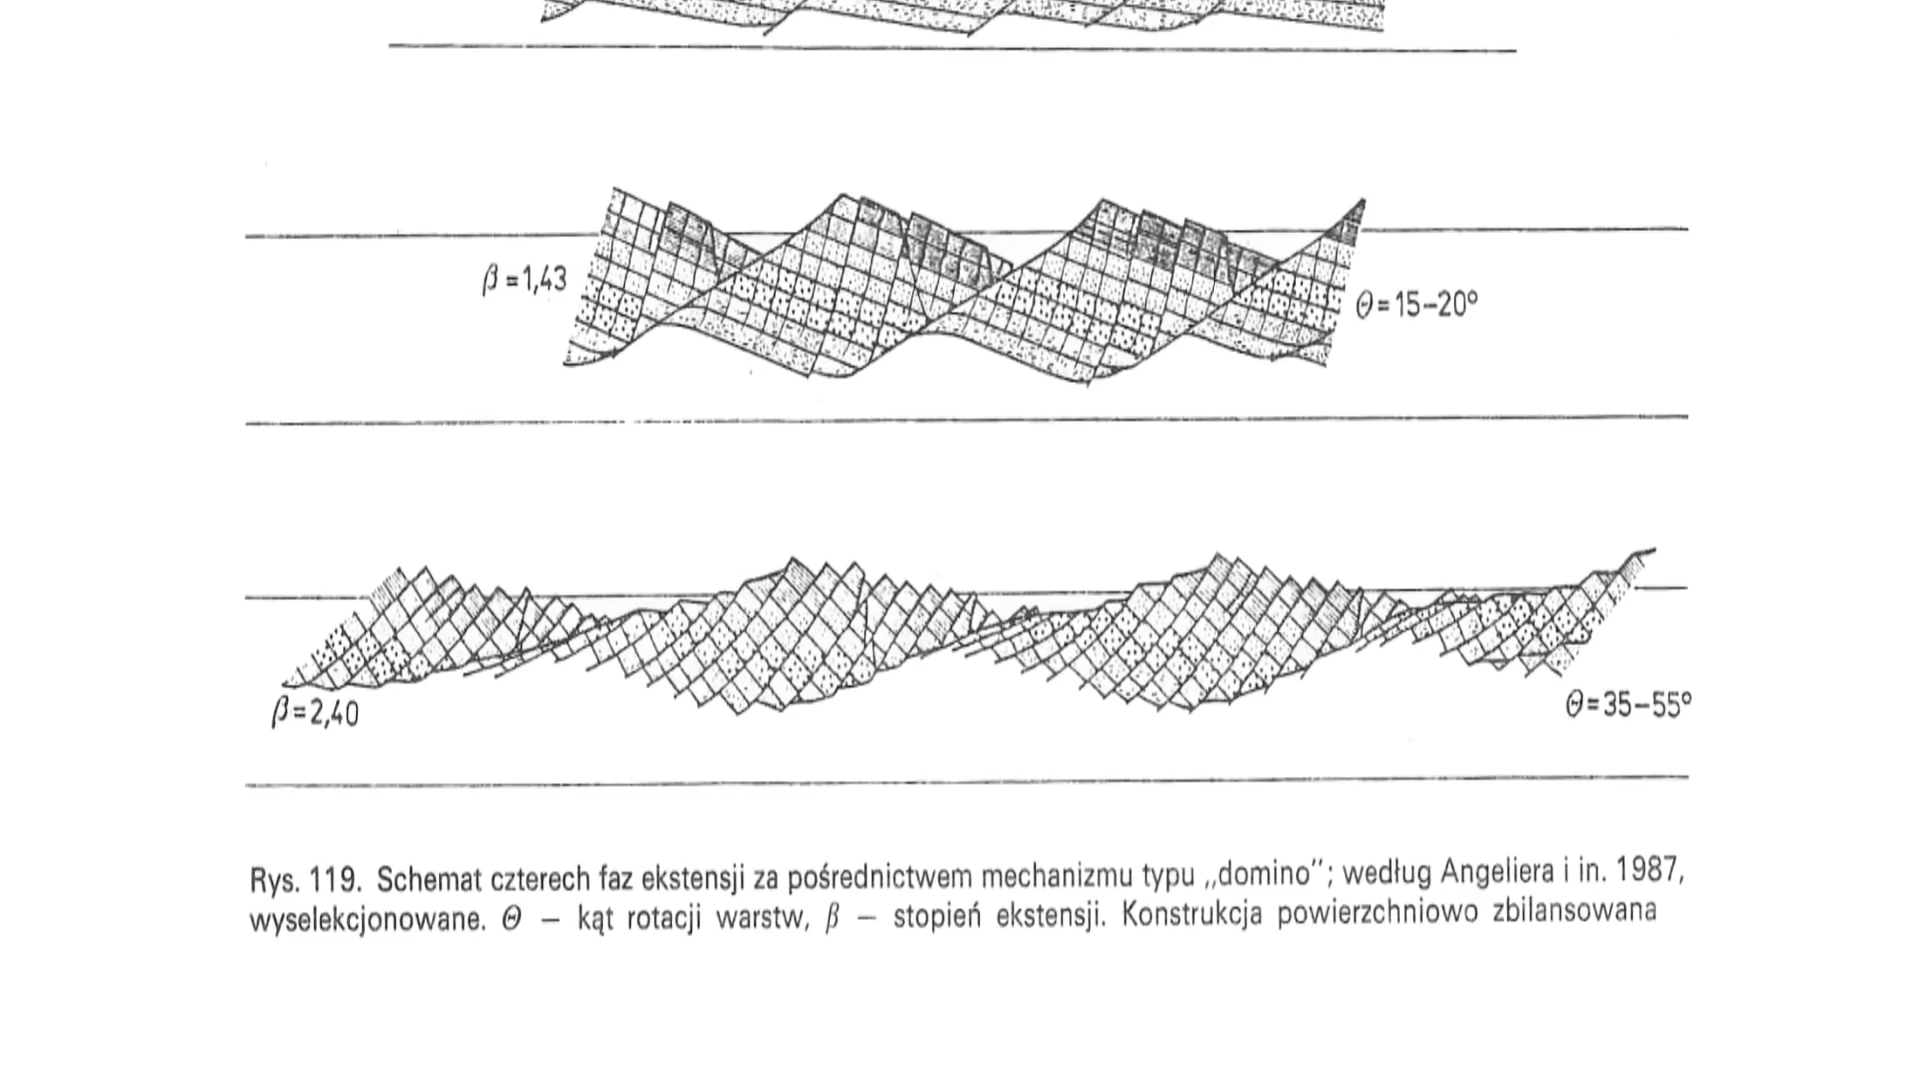 β=1,43
Θ=15–20°
β=2,40
Θ=35–55°
Rys. 119. Schemat czterech faz ekstensji za pośrednictwem mechanizmu typu „domino"; według Angeliera i in. 1987,
wyselekcjonowane. Θ – kąt rotacji warstw, β – stopień ekstensji. Konstrukcja powierzchniowo zbilansowana